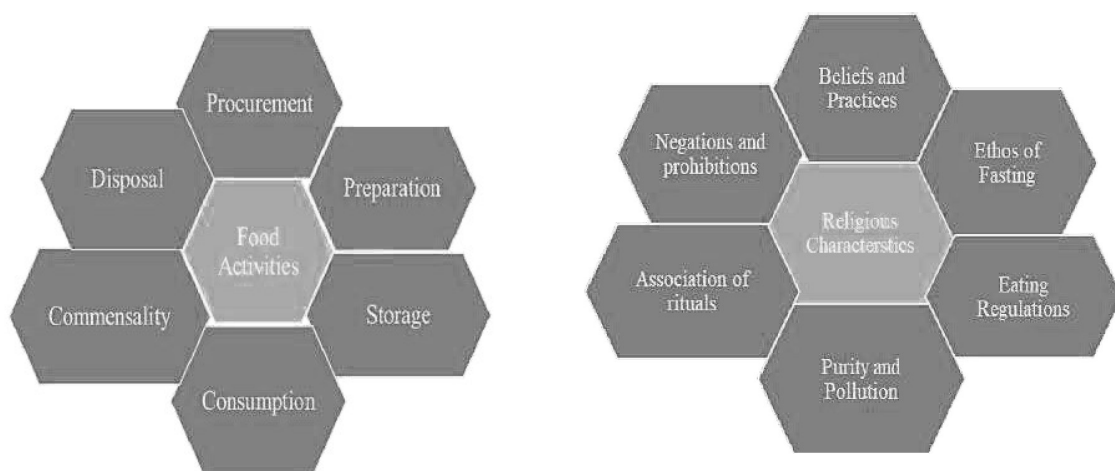 Procurement
Disposal
Preparation
Food
Activities
Commensality
Storage
Consumption
Beliefs and
Practices
Negations and
prohibitions
Ethos of
Fasting
Religious
Characterstics
Association of
rituals
Eating
Regulations
Purity and
Pollution